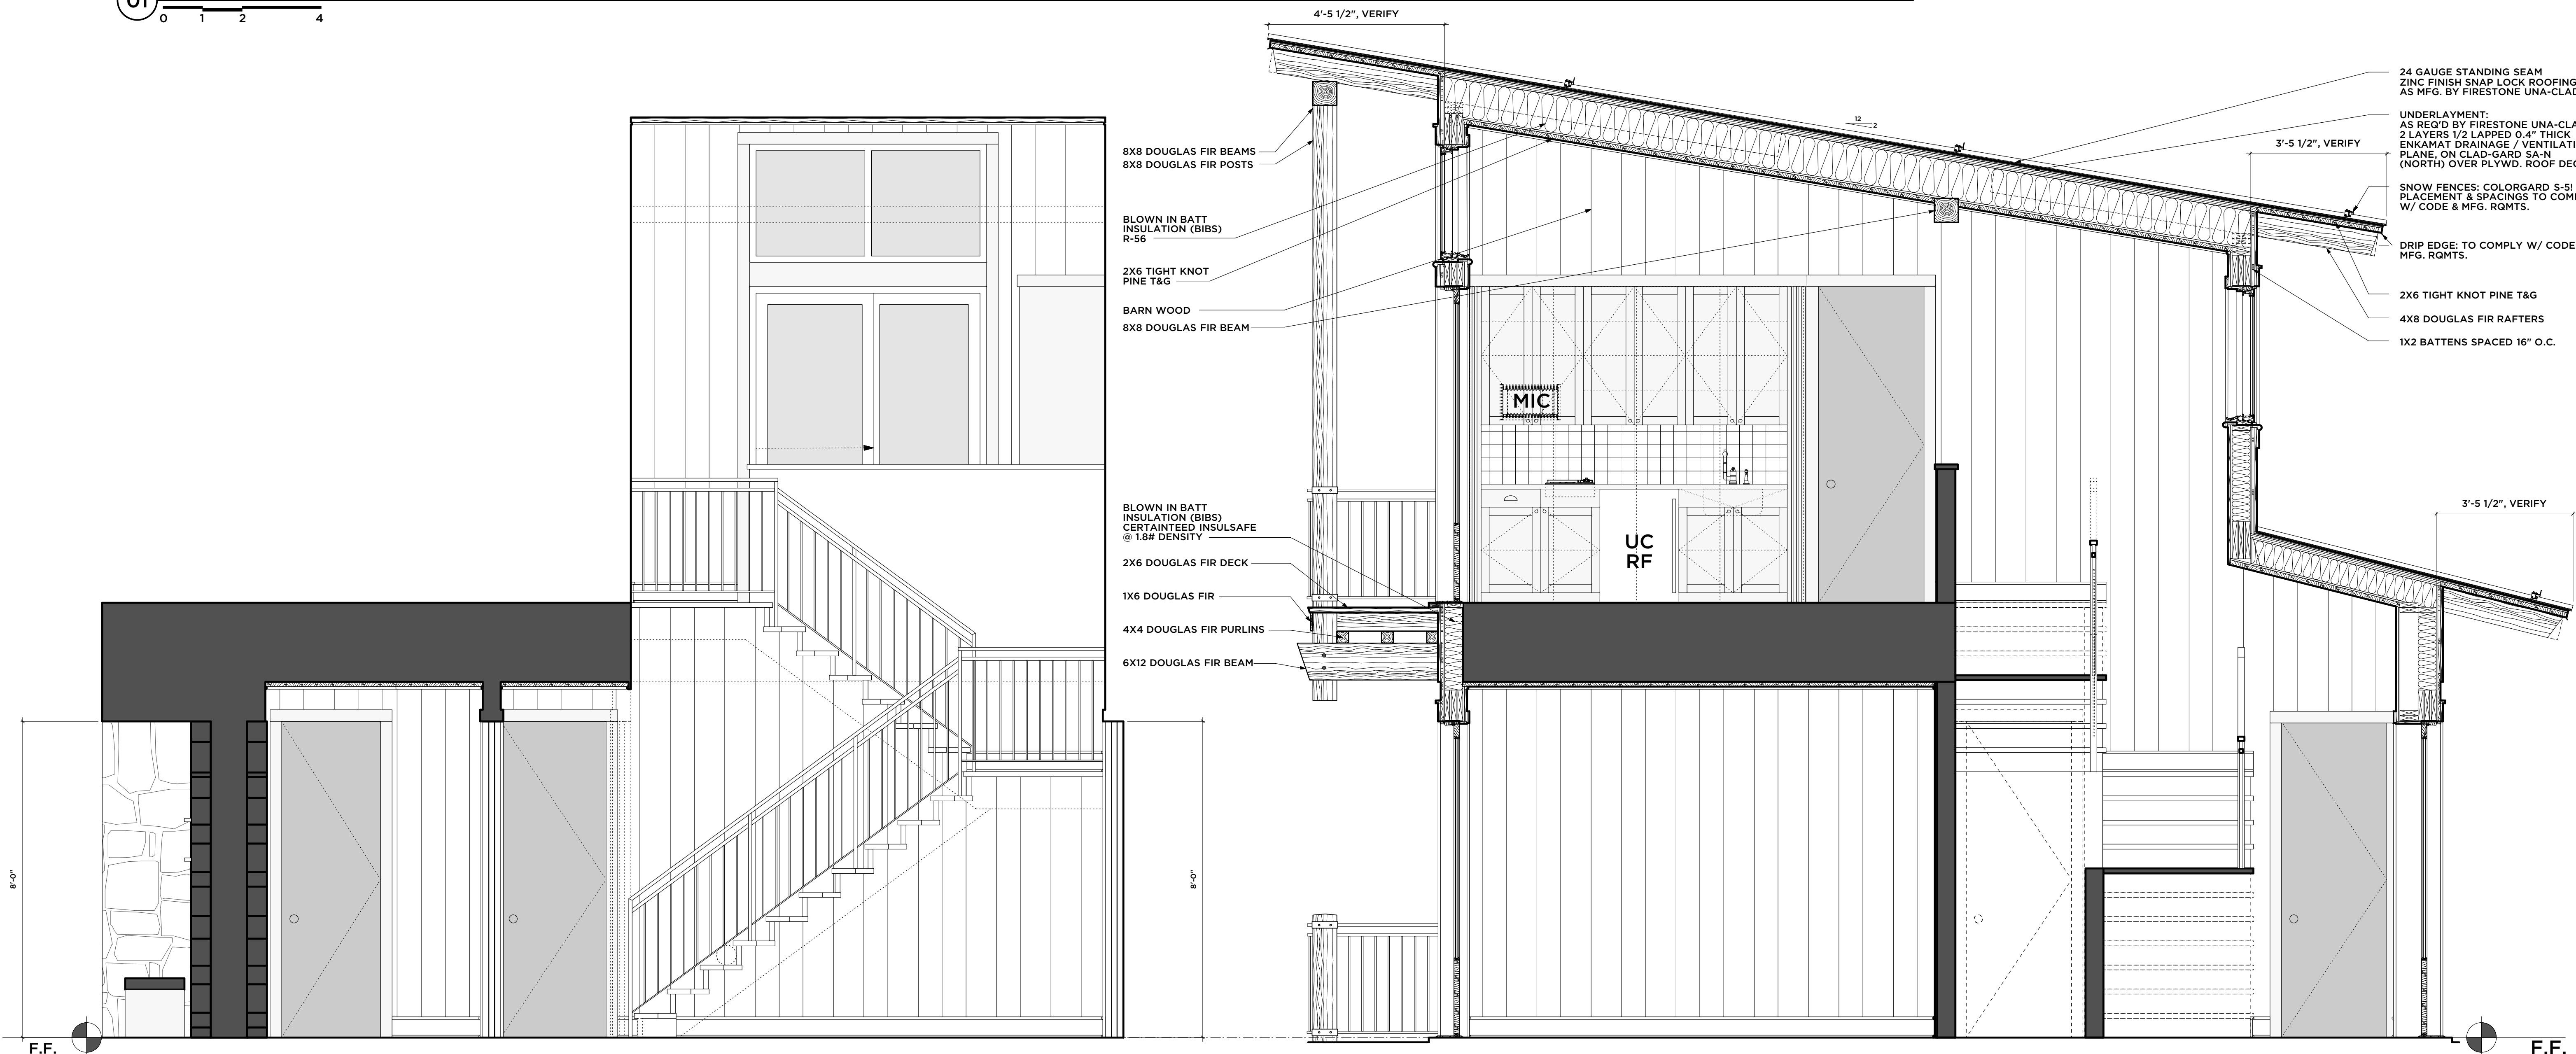 01
0 1 2 4
4'-5 1/2", VERIFY
8X8 DOUGLAS FIR BEAMS
8X8 DOUGLAS FIR POSTS
BLOWN IN BATT
INSULATION (BIBS)
R-56
2X6 TIGHT KNOT
PINE T&G
BARN WOOD
8X8 DOUGLAS FIR BEAM
BLOWN IN BATT
INSULATION (BIBS)
CERTAINTEED INSULSAFE
@ 1.8# DENSITY
2X6 DOUGLAS FIR DECK
1X6 DOUGLAS FIR
4X4 DOUGLAS FIR PURLINS
6X12 DOUGLAS FIR BEAM
12
2
MIC
UC
RF
24 GAUGE STANDING SEAM
ZINC FINISH SNAP LOCK ROOFING
AS MFG. BY FIRESTONE UNA-CLAD
UNDERLAYMENT:
AS REQ'D BY FIRESTONE UNA-CLA
2 LAYERS 1/2 LAPPED 0.4" THICK
ENKAMAT DRAINAGE / VENTILATI
PLANE, ON CLAD-GARD SA-N
(NORTH) OVER PLYWD. ROOF DEC
3'-5 1/2", VERIFY
SNOW FENCES: COLORGARD S-5!
PLACEMENT & SPACINGS TO COM
W/ CODE & MFG. RQMTS.
DRIP EDGE: TO COMPLY W/ CODE
MFG. RQMTS.
2X6 TIGHT KNOT PINE T&G
4X8 DOUGLAS FIR RAFTERS
1X2 BATTENS SPACED 16" O.C.
3'-5 1/2", VERIFY
8'-0"
8'-0"
F.F.
F.F.